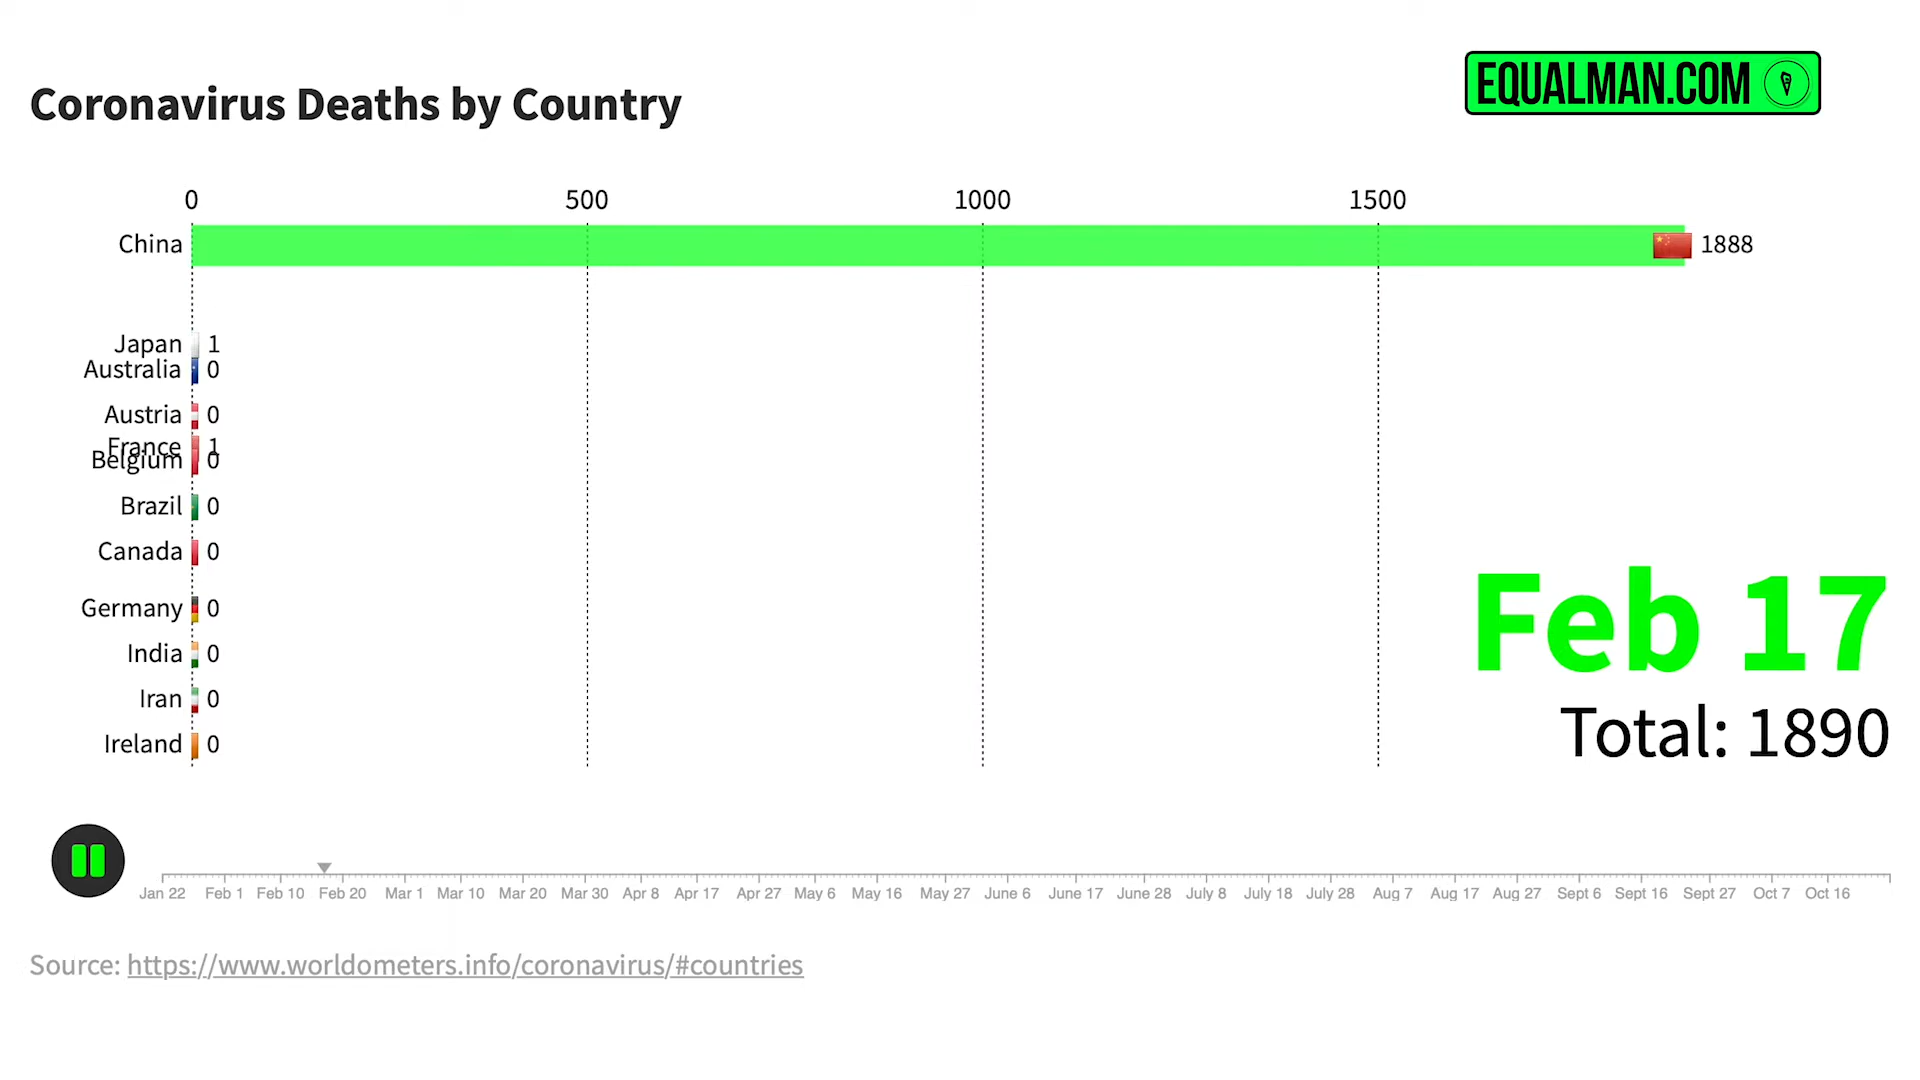 EQUALMAN.COM
Coronavirus Deaths by Country
0 500 1000 1500
China 1888
Japan 1
Australia 0
Austria 0
France 1
Belgium 0
Brazil 0
Canada 0
Germany 0
India 0
Iran 0
Ireland 0
Feb 17
Total: 1890
Jan 22 Feb 1 Feb 10 Feb 20 Mar 1 Mar 10 Mar 20 Mar 30 Apr 8 Apr 17 Apr 27 May 6 May 16 May 27 June 6 June 17 June 28 July 8 July 18 July 28 Aug 7 Aug 17 Aug 27 Sept 6 Sept 16 Sept 27 Oct 7 Oct 16
Source: https://www.worldometers.info/coronavirus/#countries